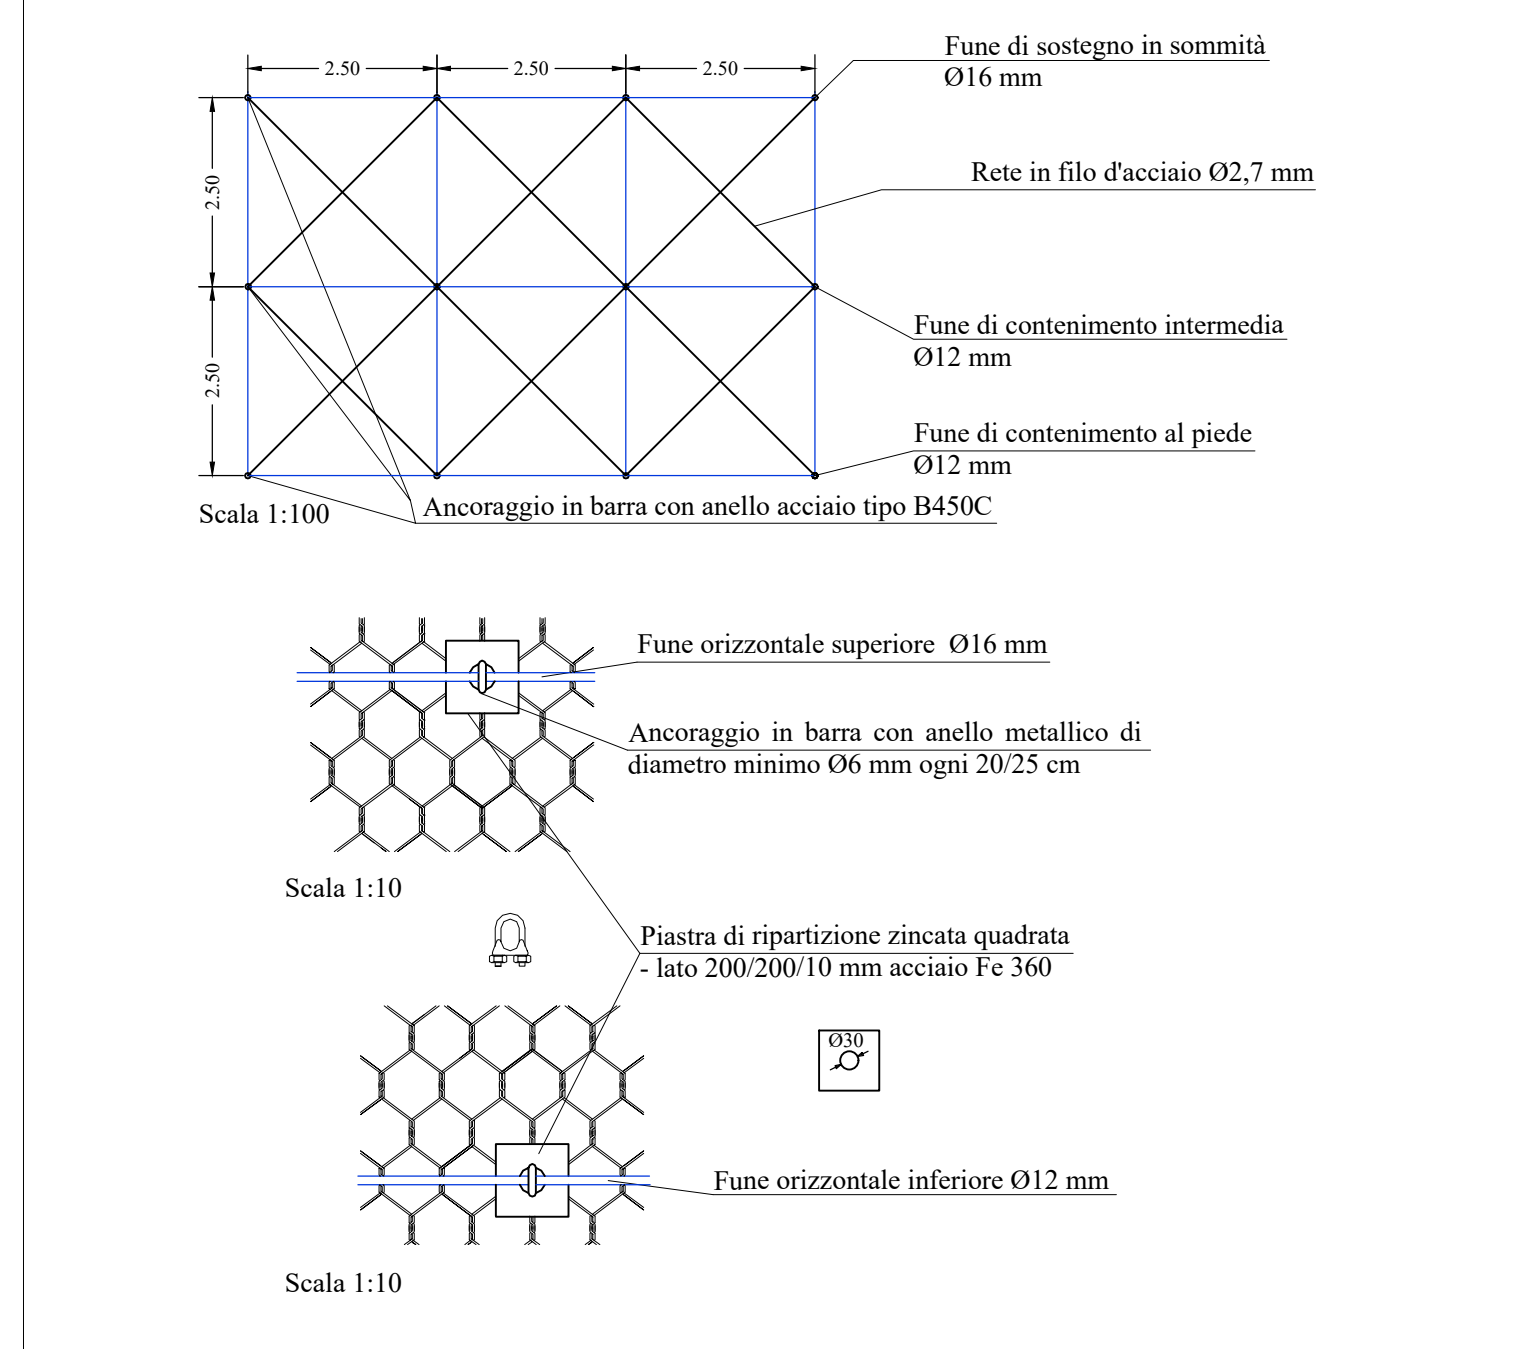 2.50
2.50
2.50
Fune di sostegno in sommità
Ø16 mm
2.50
Rete in filo d'acciaio Ø2,7 mm
2.50
Fune di contenimento intermedia
Ø12 mm
Fune di contenimento al piede
Ø12 mm
Ancoraggio in barra con anello acciaio tipo B450C
Scala 1:100
Fune orizzontale superiore Ø16 mm
Ancoraggio in barra con anello metallico di
diametro minimo Ø6 mm ogni 20/25 cm
Scala 1:10
Piastra di ripartizione zincata quadrata
- lato 200/200/10 mm acciaio Fe 360
Ø30
Fune orizzontale inferiore Ø12 mm
Scala 1:10